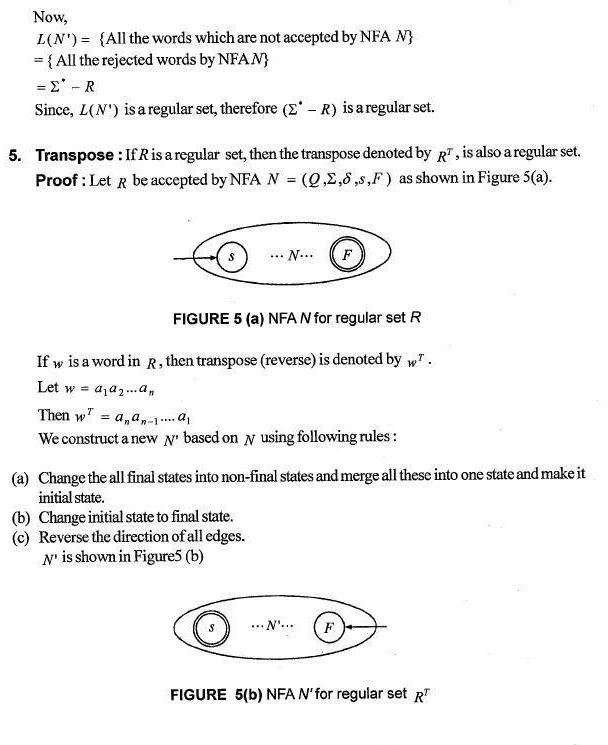 Now,
L(N') = {All the words which are not accepted by NFA N}
= { All the rejected words by NFA N}
= Σ* – R
Since, L(N') is a regular set, therefore (Σ* – R) is a regular set.
5. Transpose : If R is a regular set, then the transpose denoted by R^T, is also a regular set.
Proof : Let R be accepted by NFA N = (Q,Σ,δ,s,F) as shown in Figure 5(a).
s ... N... F
FIGURE 5 (a) NFA N for regular set R
If w is a word in R, then transpose (reverse) is denoted by w^T.
Let w = a₁a₂...aₙ
Then w^T = aₙaₙ₋₁....a₁
We construct a new N' based on N using following rules :
(a) Change the all final states into non-final states and merge all these into one state and make it
initial state.
(b) Change initial state to final state.
(c) Reverse the direction of all edges.
N' is shown in Figure5 (b)
s ...N'... F
FIGURE 5(b) NFA N' for regular set R^T